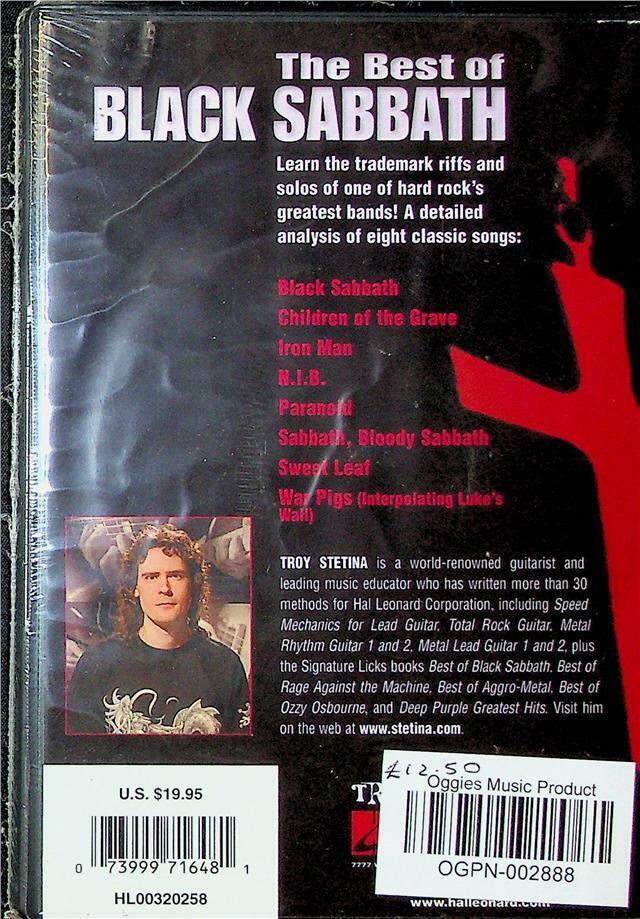 The Best of
BLACK SABBATH
Learn the trademark riffs and
solos of one of hard rock's
greatest bands! A detailed
analysis of eight classic songs:
Black Sabbath
Children of the Grave
Iron Man
N.I.B.
Paranoid
Sabbath, Bloody Sabbath
Sweet Leaf
War Pigs (Interpolating Luke's
Wall)
TROY STETINA is a world-renowned guitarist and
leading music educator who has written more than 30
methods for Hal Leonard Corporation, including Speed
Mechanics for Lead Guitar, Total Rock Guitar, Metal
Rhythm Guitar 1 and 2, Metal Lead Guitar 1 and 2, plus
the Signature Licks books Best of Black Sabbath, Best of
Rage Against the Machine, Best of Aggro-Metal, Best of
Ozzy Osbourne, and Deep Purple Greatest Hits. Visit him
on the web at www.stetina.com.
U.S. $19.95
0 73999 71648 1
HL00320258
£12.50
Oggies Music Product
OGPN-002888
7777
www.halleonard.com